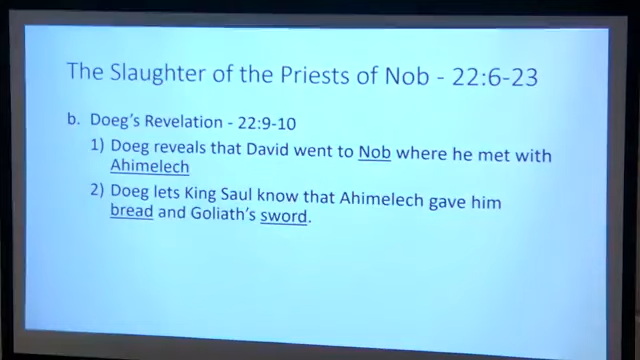 The Slaughter of the Priests of Nob - 22:6-23
b. Doeg's Revelation - 22:9-10
1) Doeg reveals that David went to Nob where he met with
Ahimelech
2) Doeg lets King Saul know that Ahimelech gave him
bread and Goliath's sword.